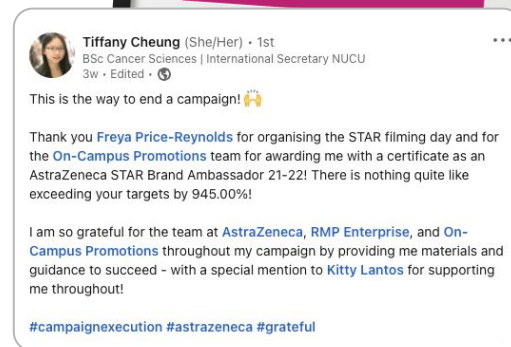 Tiffany Cheung (She/Her) • 1st
BSc Cancer Sciences | International Secretary NUCU
3w • Edited •
This is the way to end a campaign! 🙌
Thank you Freya Price-Reynolds for organising the STAR filming day and for
the On-Campus Promotions team for awarding me with a certificate as an
AstraZeneca STAR Brand Ambassador 21-22! There is nothing quite like
exceeding your targets by 945.00%!
I am so grateful for the team at AstraZeneca, RMP Enterprise, and On-
Campus Promotions throughout my campaign by providing me materials and
guidance to succeed - with a special mention to Kitty Lantos for supporting
me throughout!
#campaignexecution #astrazeneca #grateful